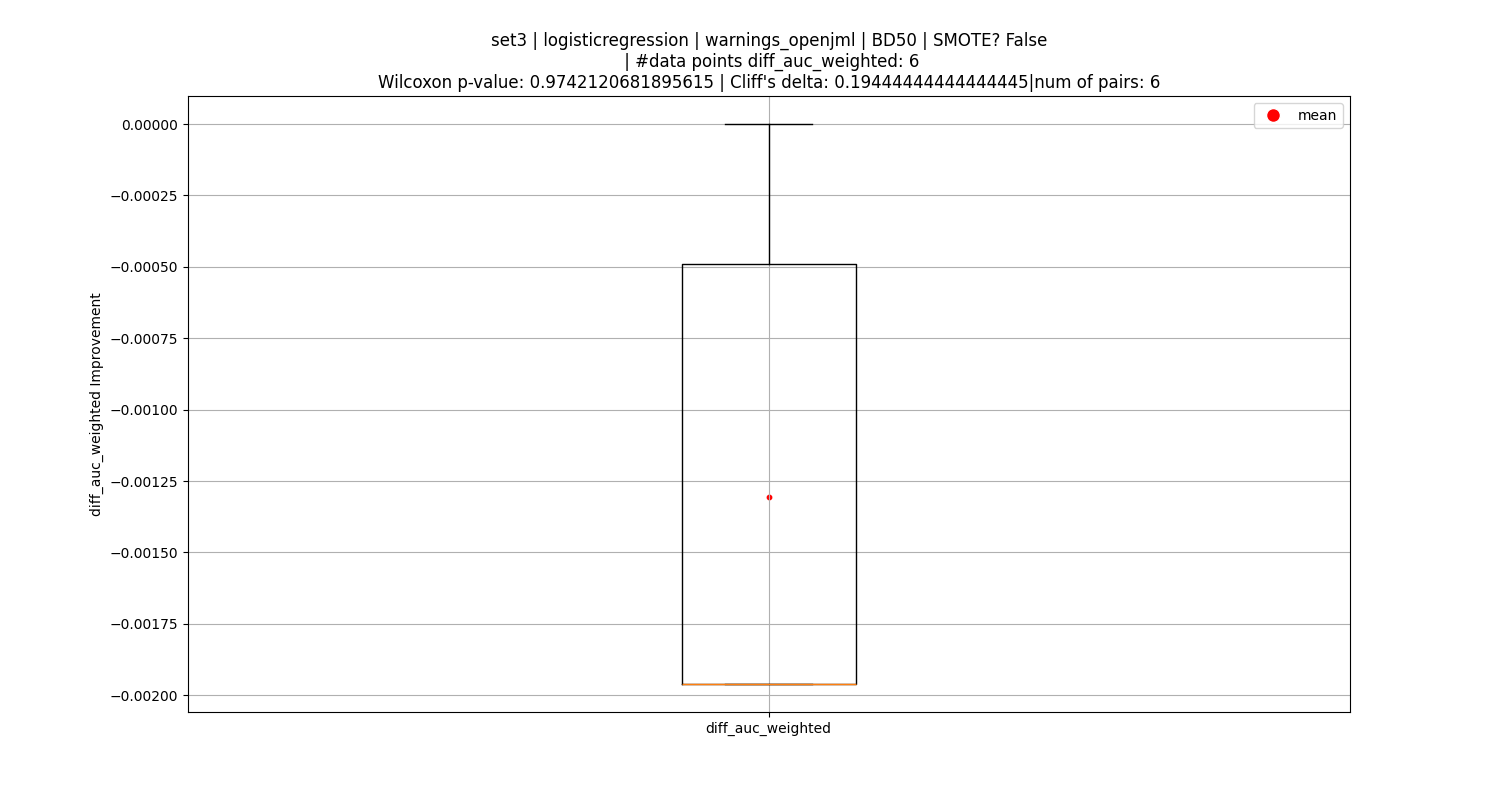 set3 | logisticregression | warnings_openjml | BD50 | SMOTE? False
| #data points diff_auc_weighted: 6
Wilcoxon p-value: 0.9742120681895615 | Cliff's delta: 0.19444444444444445|num of pairs: 6
mean
0.00000
−0.00025
−0.00050
−0.00075
−0.00100
−0.00125
−0.00150
−0.00175
−0.00200
diff_auc_weighted Improvement
diff_auc_weighted